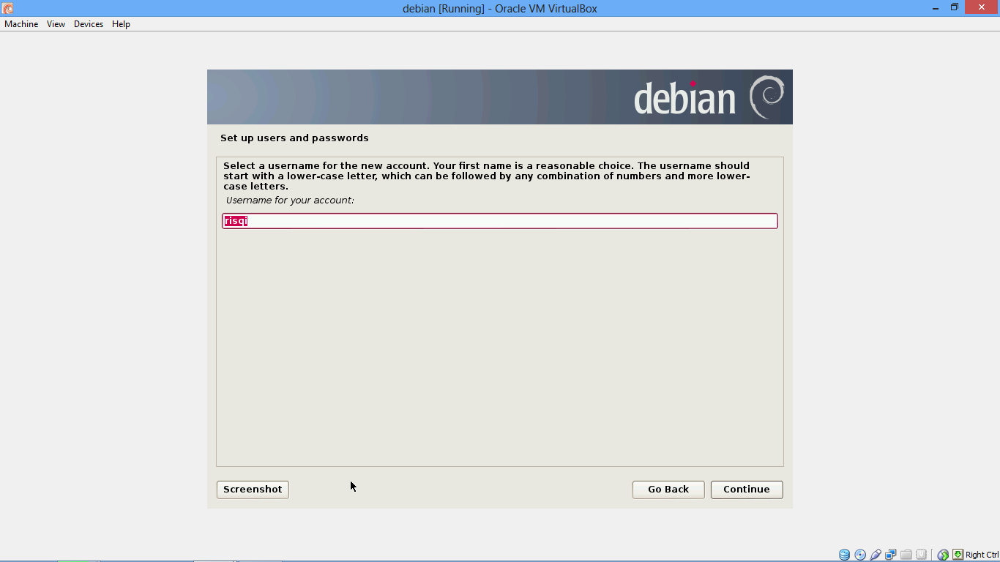 debian [Running] - Oracle VM VirtualBox
Machine View Devices Help
debian
Set up users and passwords
Select a username for the new account. Your first name is a reasonable choice. The username should
start with a lower-case letter, which can be followed by any combination of numbers and more lower-
case letters.
Username for your account:
risqi
Screenshot Go Back Continue
Right Ctrl